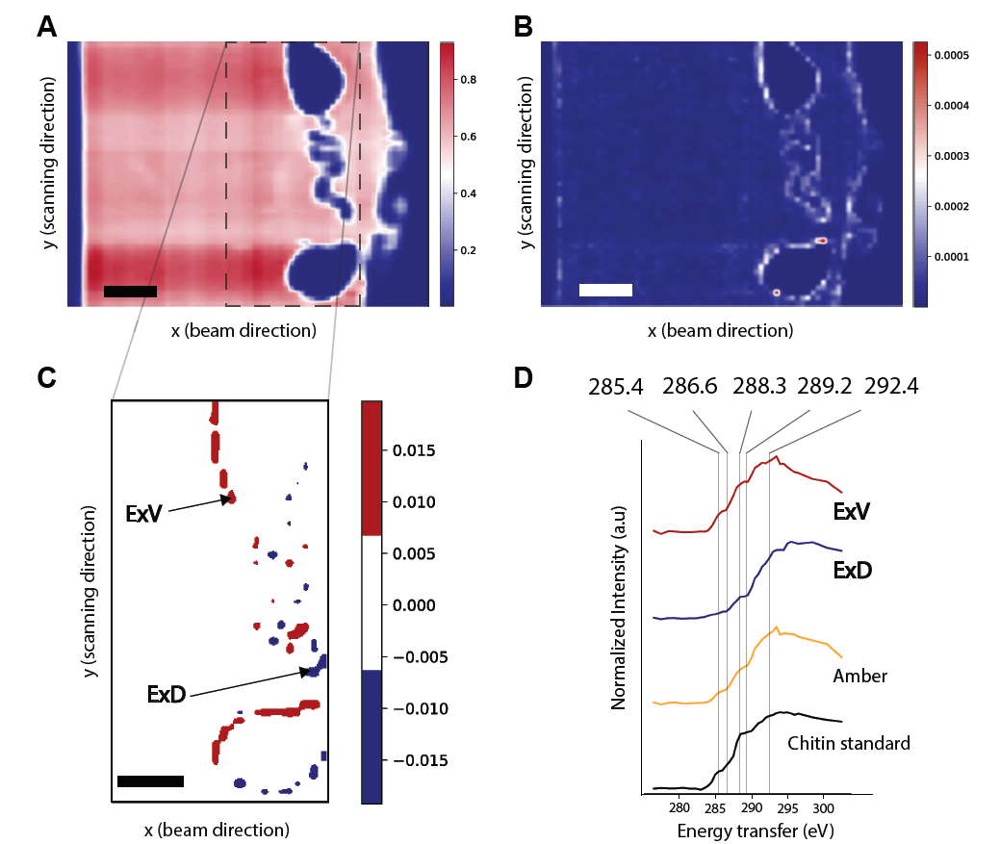 A
y (scanning direction)
0.8
0.6
0.4
0.2
x (beam direction)
B
y (scanning direction)
0.0005
0.0004
0.0003
0.0002
0.0001
x (beam direction)
C
y (scanning direction)
ExV
ExD
0.015
0.010
0.005
0.000
−0.005
−0.010
−0.015
x (beam direction)
D
285.4 286.6 288.3 289.2 292.4
Normalized Intensity (a.u)
ExV
ExD
Amber
Chitin standard
280 285 290 295 300
Energy transfer (eV)